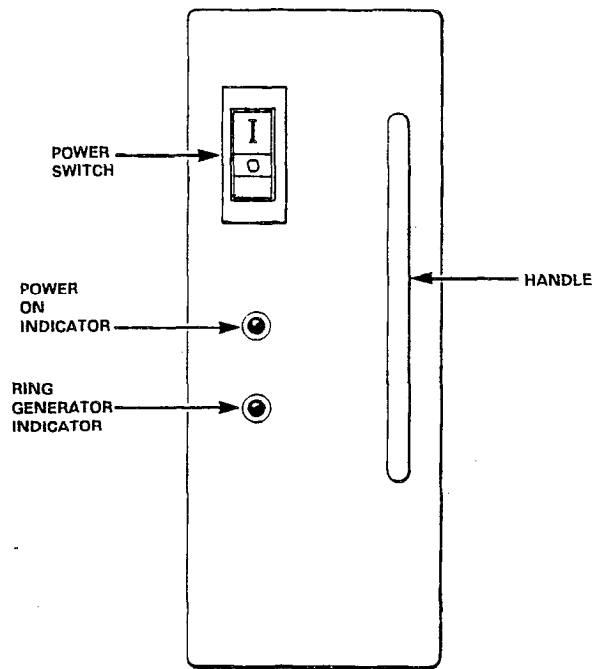 POWER
SWITCH
I
O
POWER
ON
INDICATOR
HANDLE
RING
GENERATOR
INDICATOR